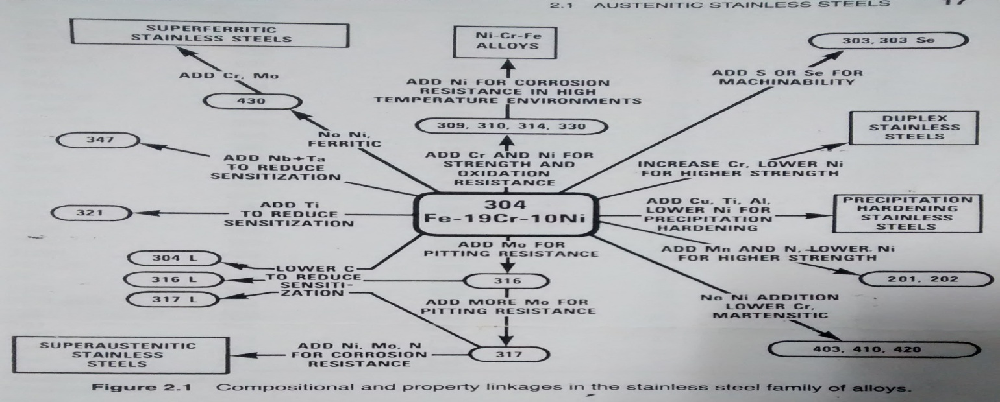 2.1 AUSTENITIC STAINLESS STEELS 17
SUPERFERRITIC
STAINLESS STEELS
Ni-Cr-Fe
ALLOYS
303, 303 Se
ADD Cr, Mo
ADD Ni FOR CORROSION
RESISTANCE IN HIGH
TEMPERATURE ENVIRONMENTS
ADD S OR Se FOR
MACHINABILITY
430
309, 310, 314, 330
DUPLEX
STAINLESS
STEELS
347
No Ni,
FERRITIC
ADD Nb+Ta
TO REDUCE
SENSITIZATION
ADD Cr AND Ni FOR
STRENGTH AND
OXIDATION
RESISTANCE
INCREASE Cr, LOWER Ni
FOR HIGHER STRENGTH
321
ADD Ti
TO REDUCE
SENSITIZATION
304
Fe-19Cr-10Ni
ADD Cu, Ti, Al,
LOWER Ni FOR
PRECIPITATION
HARDENING
PRECIPITATION
HARDENING
STAINLESS
STEELS
ADD Mo FOR
PITTING RESISTANCE
ADD Mn AND N, LOWER Ni
FOR HIGHER STRENGTH
201, 202
304 L
316 L
317 L
LOWER C
TO REDUCE
SENSITI-
ZATION
316
ADD MORE Mo FOR
PITTING RESISTANCE
No Ni ADDITION
LOWER Cr,
MARTENSITIC
403, 410, 420
SUPERAUSTENITIC
STAINLESS
STEELS
ADD Ni, Mo, N
FOR CORROSION
RESISTANCE
317
Figure 2.1 Compositional and property linkages in the stainless steel family of alloys.